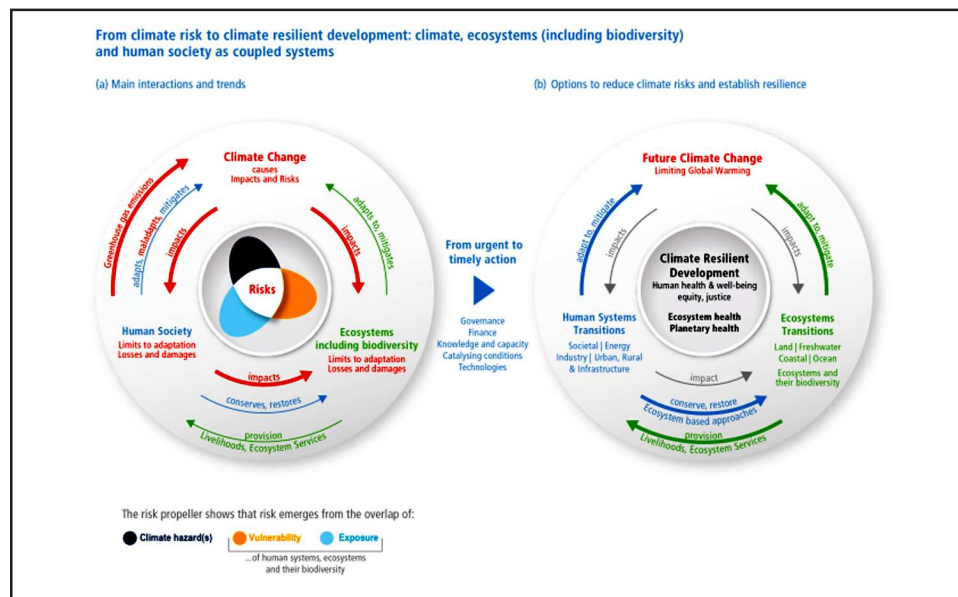 From climate risk to climate resilient development: climate, ecosystems (including biodiversity)
and human society as coupled systems
(a) Main interactions and trends
Climate Change
causes
Impacts and Risks
Greenhouse gas emissions
adapts, maladapts, mitigates
impacts
impacts
adapts to, mitigates
Risks
Human Society
Limits to adaptation
Losses and damages
Ecosystems
including biodiversity
Limits to adaptation
Losses and damages
impacts
conserves, restores
provision
Livelihoods, Ecosystem Services
From urgent to
timely action
Governance
Finance
Knowledge and capacity
Catalysing conditions
Technologies
(b) Options to reduce climate risks and establish resilience
Future Climate Change
Limiting Global Warming
adapt to, mitigate
impacts
impacts
adapt to, mitigate
Climate Resilient
Development
Human health & well-being
equity, justice
Ecosystem health
Planetary health
Human Systems
Transitions
Societal | Energy
Industry | Urban, Rural
& Infrastructure
Ecosystems
Transitions
Land | Freshwater
Coastal | Ocean
Ecosystems and
their biodiversity
impact
conserve, restore
Ecosystem based approaches
provision
Livelihoods, Ecosystem Services
The risk propeller shows that risk emerges from the overlap of:
Climate hazard(s) Vulnerability Exposure
...of human systems, ecosystems
and their biodiversity